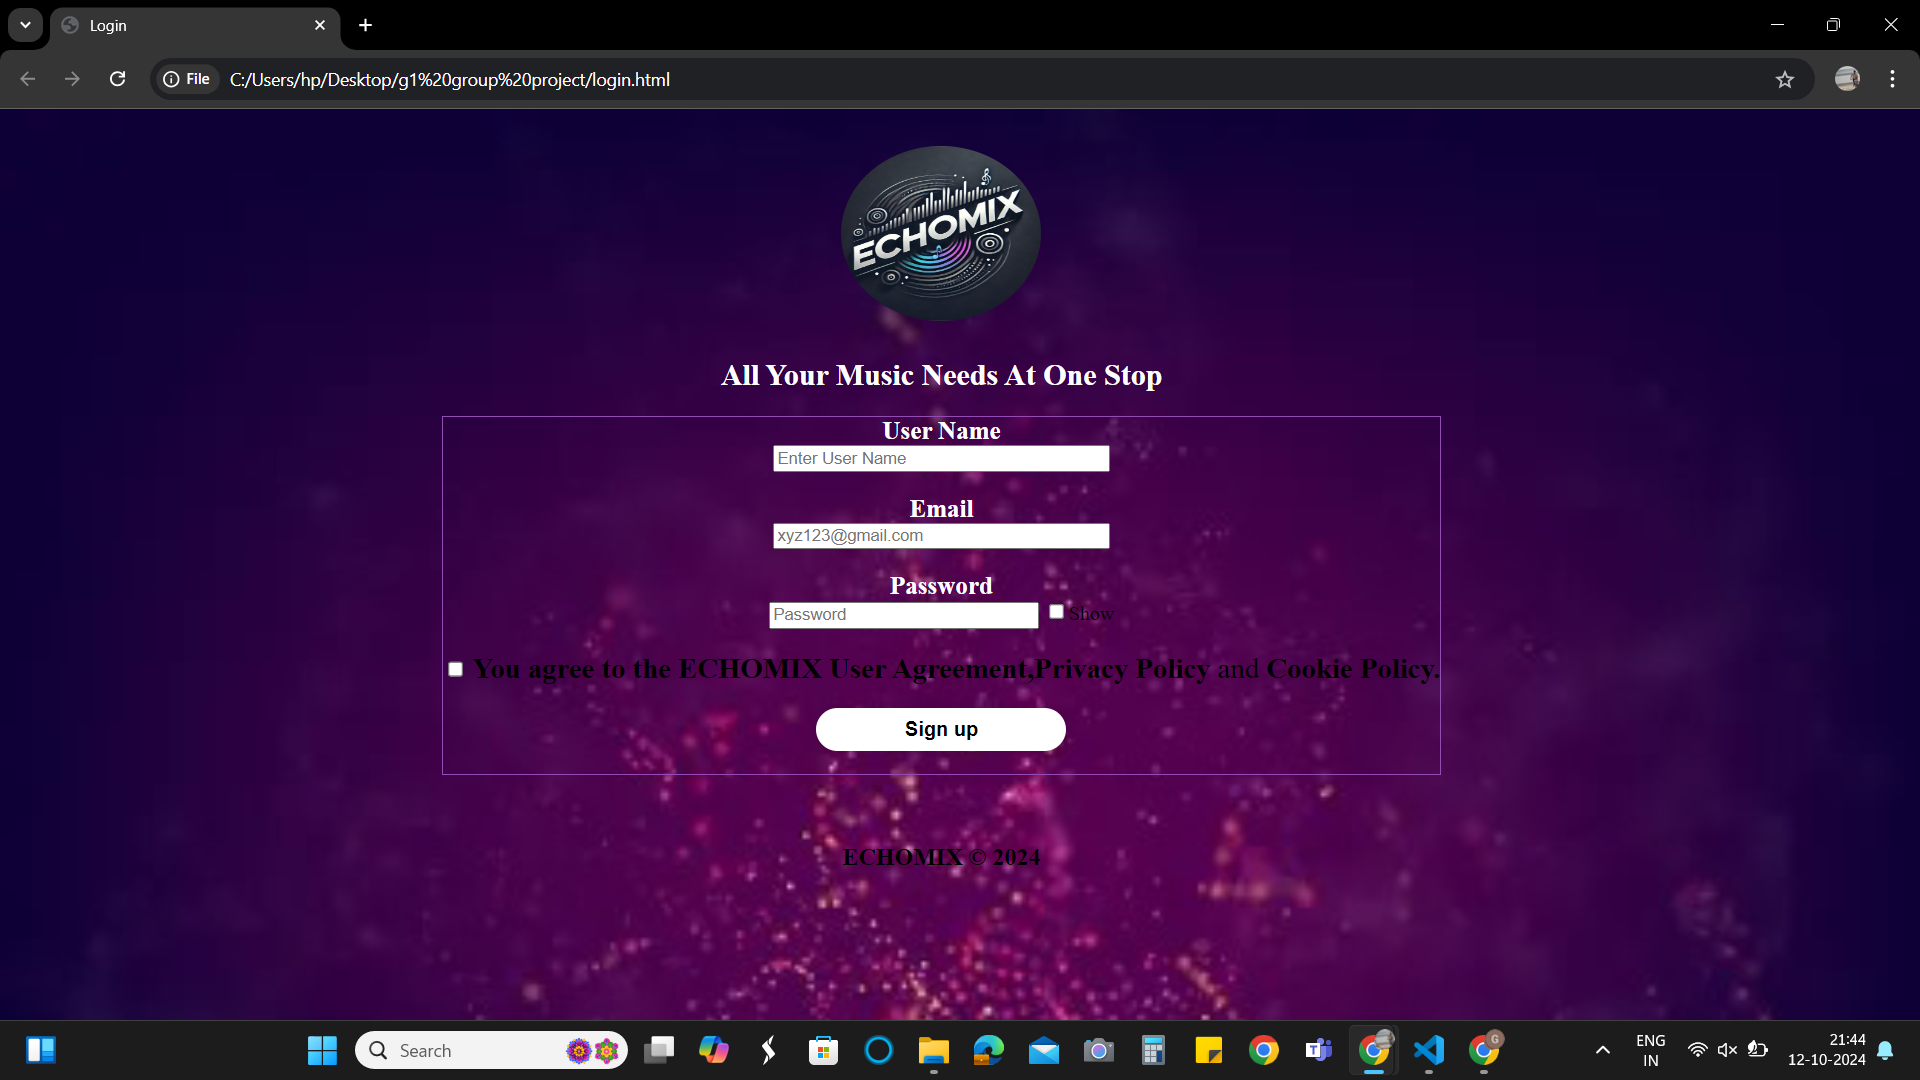 Login
File
C:/Users/hp/Desktop/g1%20group%20project/login.html
ECHOMIX
All Your Music Needs At One Stop
User Name
Enter User Name
Email
xyz123@gmail.com
Password
Password
Show
You agree to the ECHOMIX User Agreement,Privacy Policy and Cookie Policy.
Sign up
ECHOMIX © 2024
Search
G
T
ENG
IN
21:44
12-10-2024